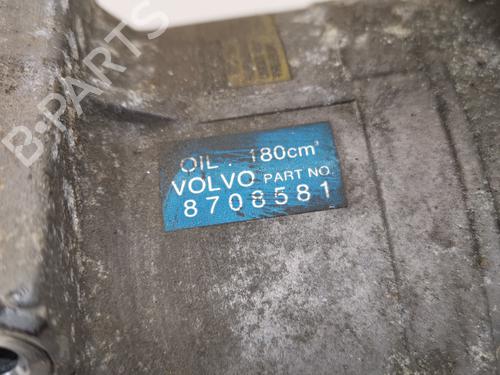 B-PARTS
OIL : 180cm³
VOLVO PART NO.
8708581